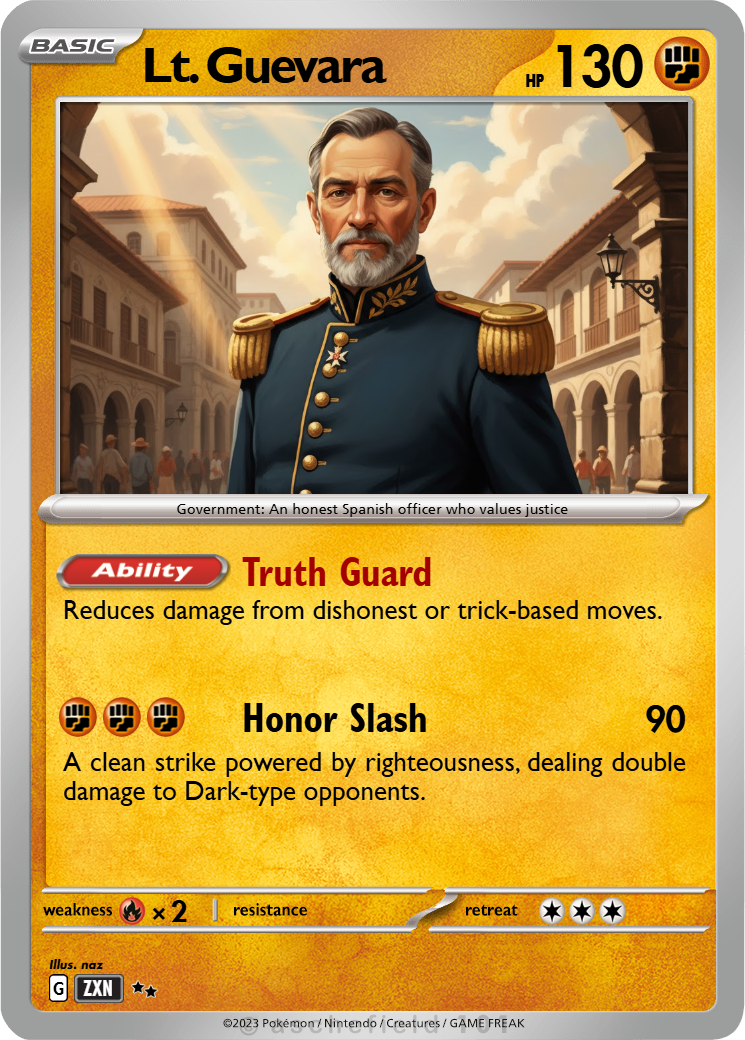 BASIC
Lt. Guevara
HP 130
Government: An honest Spanish officer who values justice
Ability Truth Guard
Reduces damage from dishonest or trick-based moves.
Honor Slash 90
A clean strike powered by righteousness, dealing double
damage to Dark-type opponents.
weakness × 2 resistance retreat
Illus. naz
G ZXN
©2023 Pokémon / Nintendo / Creatures / GAME FREAK